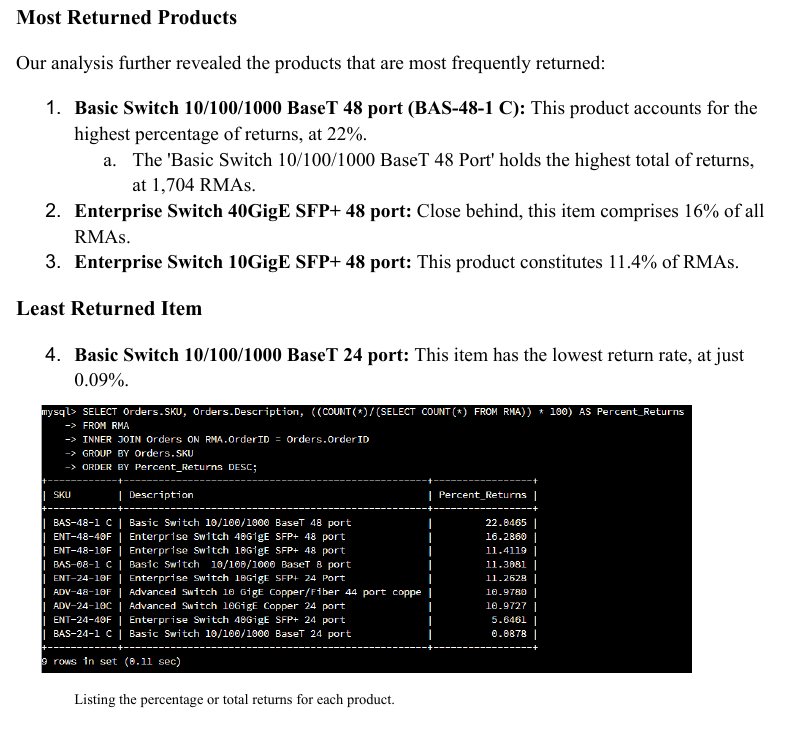 Most Returned Products
Our analysis further revealed the products that are most frequently returned:
1. Basic Switch 10/100/1000 BaseT 48 port (BAS-48-1 C): This product accounts for the
highest percentage of returns, at 22%.
a. The 'Basic Switch 10/100/1000 BaseT 48 Port' holds the highest total of returns,
at 1,704 RMAs.
2. Enterprise Switch 40GigE SFP+ 48 port: Close behind, this item comprises 16% of all
RMAs.
3. Enterprise Switch 10GigE SFP+ 48 port: This product constitutes 11.4% of RMAs.
Least Returned Item
4. Basic Switch 10/100/1000 BaseT 24 port: This item has the lowest return rate, at just
0.09%.
mysql> SELECT Orders.SKU, Orders.Description, ((COUNT(*)/(SELECT COUNT(*) FROM RMA)) * 100) AS Percent_Returns
-> FROM RMA
-> INNER JOIN Orders ON RMA.OrderID = Orders.OrderID
-> GROUP BY Orders.SKU
-> ORDER BY Percent_Returns DESC;
| SKU | Description | Percent_Returns |
| BAS-48-1 C | Basic Switch 10/100/1000 BaseT 48 port | 22.0465 |
| ENT-48-40F | Enterprise Switch 40GigE SFP+ 48 port | 16.2860 |
| ENT-48-10F | Enterprise Switch 10GigE SFP+ 48 port | 11.4119 |
| BAS-08-1 C | Basic Switch 10/100/1000 BaseT 8 port | 11.3081 |
| ENT-24-10F | Enterprise Switch 10GigE SFP+ 24 Port | 11.2628 |
| ADV-48-10F | Advanced Switch 10 GigE Copper/Fiber 44 port coppe | 10.9780 |
| ADV-24-10C | Advanced Switch 10GigE Copper 24 port | 10.9727 |
| ENT-24-40F | Enterprise Switch 40GigE SFP+ 24 port | 5.6461 |
| BAS-24-1 C | Basic Switch 10/100/1000 BaseT 24 port | 0.0878 |
9 rows in set (0.11 sec)
Listing the percentage or total returns for each product.